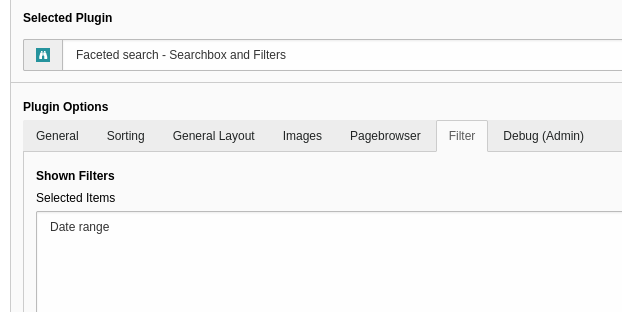 Selected Plugin
Faceted search - Searchbox and Filters
Plugin Options
General Sorting General Layout Images Pagebrowser Filter Debug (Admin)
Shown Filters
Selected Items
Date range